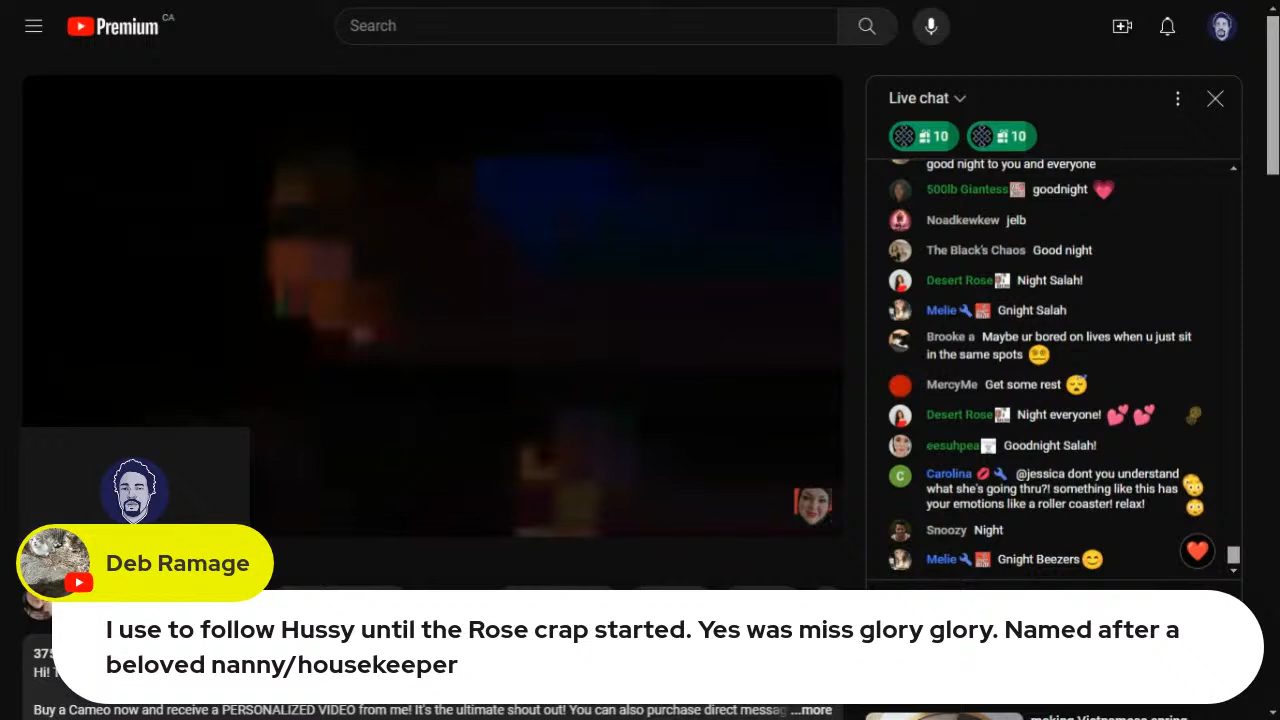 Premium CA
Search
Live chat
10
10
good night to you and everyone
500lb Giantess goodnight
Noadkewkew jelb
The Black's Chaos Good night
Desert Rose Night Salah!
Melie Gnight Salah
Brooke a Maybe ur bored on lives when u just sit
in the same spots
MercyMe Get some rest
Desert Rose Night everyone!
eesuhpea Goodnight Salah!
C
Carolina @jessica dont you understand
what she's going thru?! something like this has
your emotions like a roller coaster! relax!
Snoozy Night
Melie Gnight Beezers
Deb Ramage
I use to follow Hussy until the Rose crap started. Yes was miss glory glory. Named after a
beloved nanny/housekeeper
375
Hi!
Buy a Cameo now and receive a PERSONALIZED VIDEO from me! It's the ultimate shout out! You can also purchase direct messag ...more